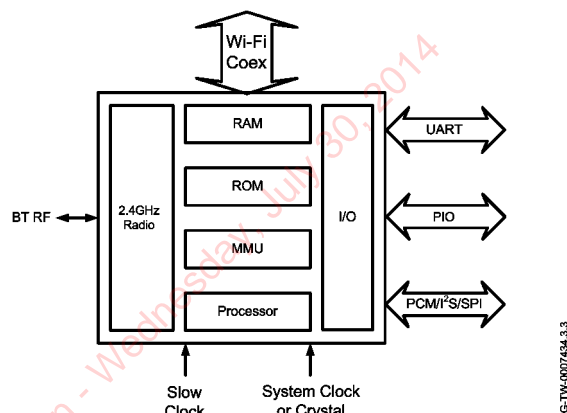 Wi-Fi
Coex
RAM
ROM
MMU
Processor
2.4GHz
Radio
I/O
BT RF
UART
PIO
PCM/I²S/SPI
Slow
Clock
System Clock
or Crystal
G-TW-0007434.3.3
- Wednesday, July 30, 2014